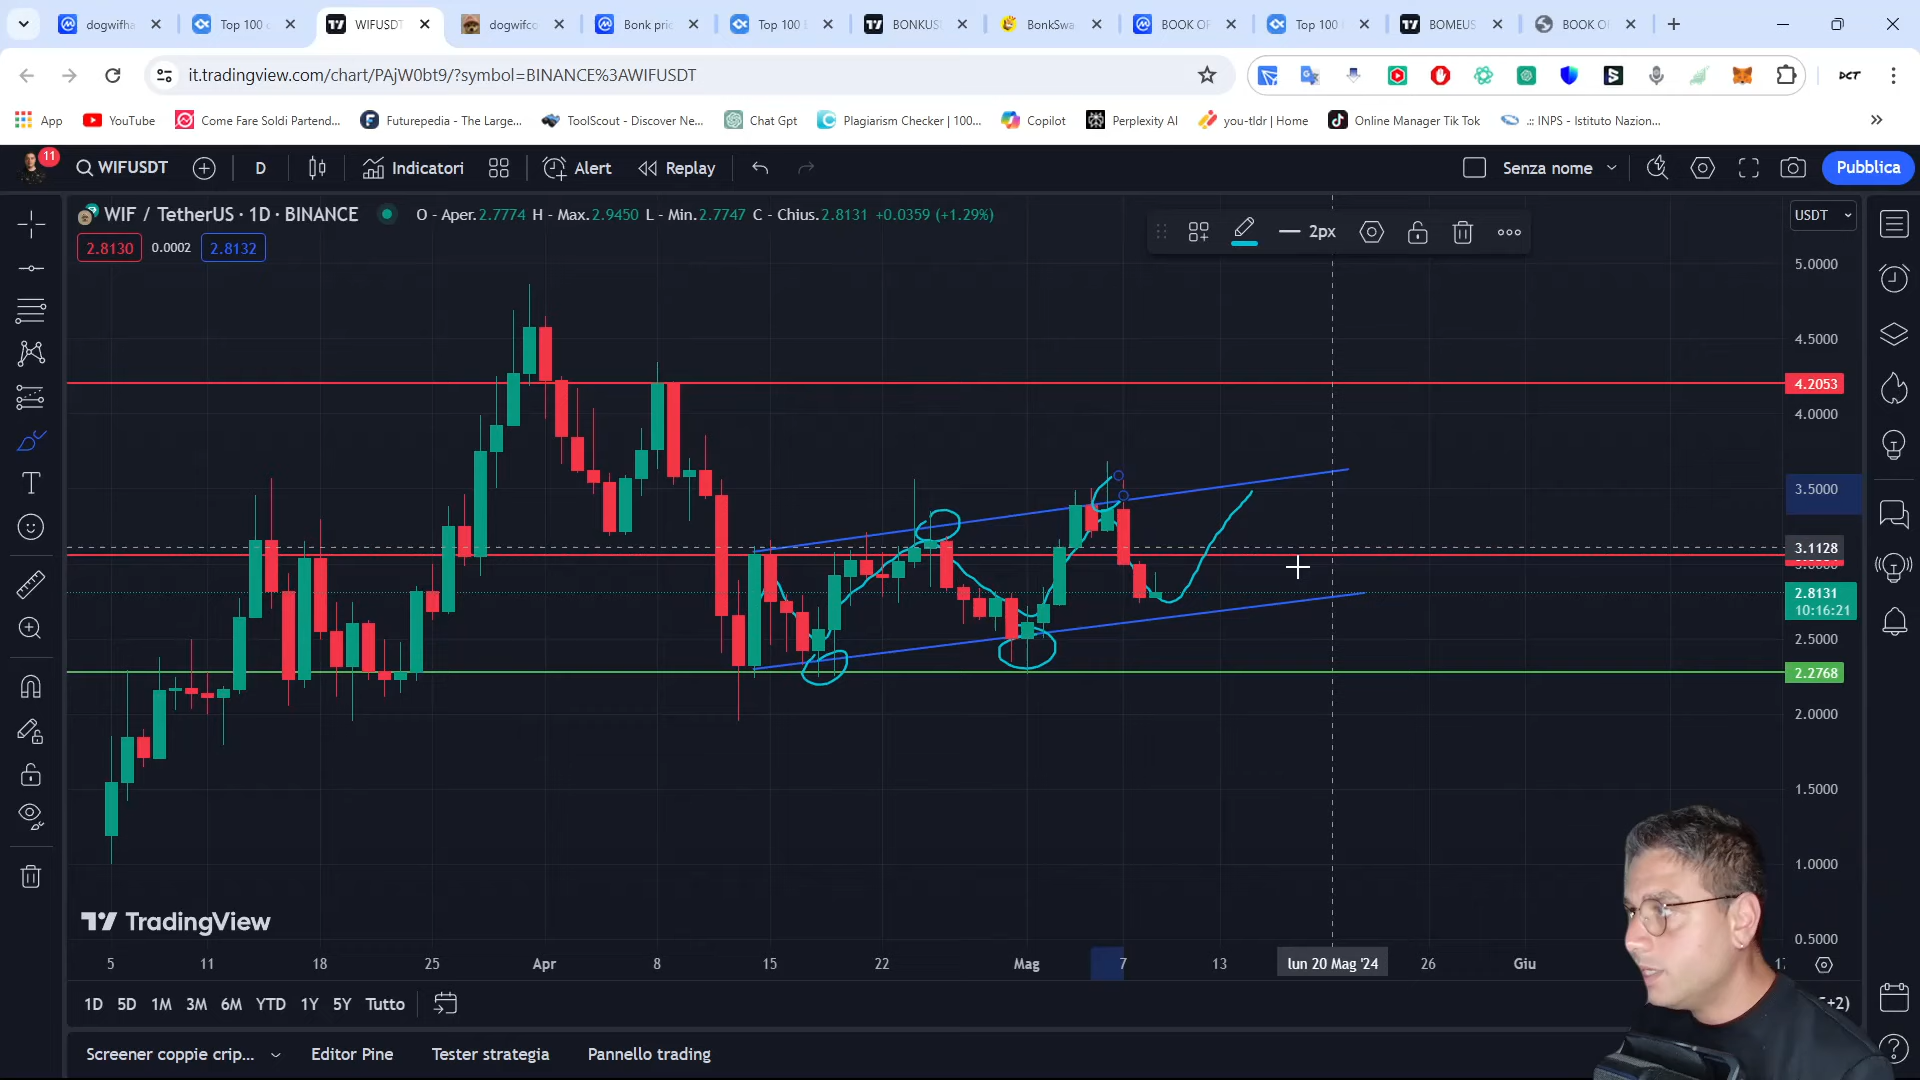 dogwifha
Top 100 c
WIFUSDT
dogwifco
Bonk pric
Top 100 B
BONKUS
BonkSwa
BOOK OF
Top 100
BOMEUS
BOOK O
it.tradingview.com/chart/PAjW0bt9/?symbol=BINANCE%3AWIFUSDT
App
YouTube
Come Fare Soldi Partend...
Futurepedia - The Large...
ToolScout - Discover Ne...
Chat Gpt
Plagiarism Checker | 100...
Copilot
Perplexity AI
you-tldr | Home
Online Manager Tik Tok
.:: INPS - Istituto Nazion...
11
WIFUSDT
D
Indicatori
Alert
Replay
Senza nome
Pubblica
WIF / TetherUS · 1D · BINANCE
O - Aper.2.7774 H - Max.2.9450 L - Min.2.7747 C - Chius.2.8131 +0.0359 (+1.29%)
2px
USDT
2.8130
0.0002
2.8132
5.0000
4.5000
4.2053
4.0000
3.5000
3.1128
2.8131
10:16:21
2.5000
2.2768
2.0000
1.5000
1.0000
0.5000
TradingView
5
11
18
25
Apr
8
15
22
Mag
7
13
lun 20 Mag '24
26
Giu
1D
5D
1M
3M
6M
YTD
1Y
5Y
Tutto
+2)
Screener coppie crip...
Editor Pine
Tester strategia
Pannello trading